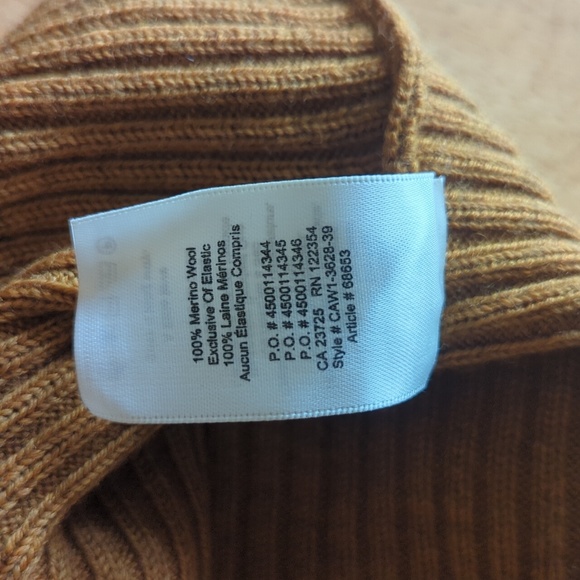 100% Merino Wool
Exclusive Of Elastic
100% Laine Mérinos
Aucun Élastique Compris
P.O. # 4500114344
P.O. # 4500114345
P.O. # 4500114346
CA 23725 RN 122354
Style # CAW1-3628-39
Article # 68653